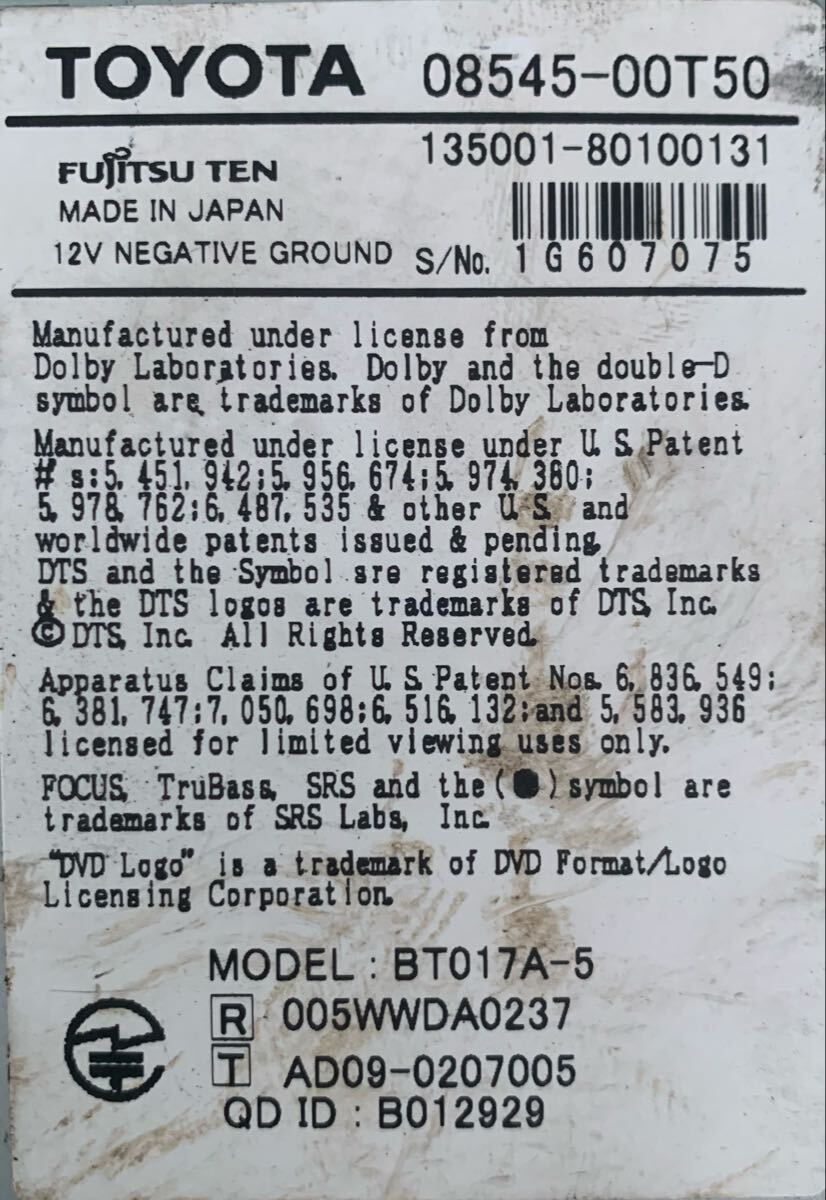 TOYOTA 08545-00T50
135001-80100131
FUJITSU TEN
MADE IN JAPAN
12V NEGATIVE GROUND S/No. 1G607075
Manufactured under license from
Dolby Laboratories. Dolby and the double-D
symbol are trademarks of Dolby Laboratories.
Manufactured under license under U.S.Patent
# s:5,451,942;5,956,674;5,974,380;
5,978,762;6,487,535 & other U.S. and
worldwide patents issued & pending.
DTS and the Symbol are registered trademarks
& the DTS logos are trademarks of DTS, Inc.
© DTS, Inc. All Rights Reserved.
Apparatus Claims of U.S.Patent Nos. 6,836,549;
6,381,747;7,050,698;6,516,132;and 5,583,936
licensed for limited viewing uses only.
FOCUS, TruBass, SRS and the (●) symbol are
trademarks of SRS Labs, Inc.
"DVD Logo" is a trademark of DVD Format/Logo
Licensing Corporation.
MODEL : BT017A-5
R 005WWDA0237
T AD09-0207005
QD ID : B012929